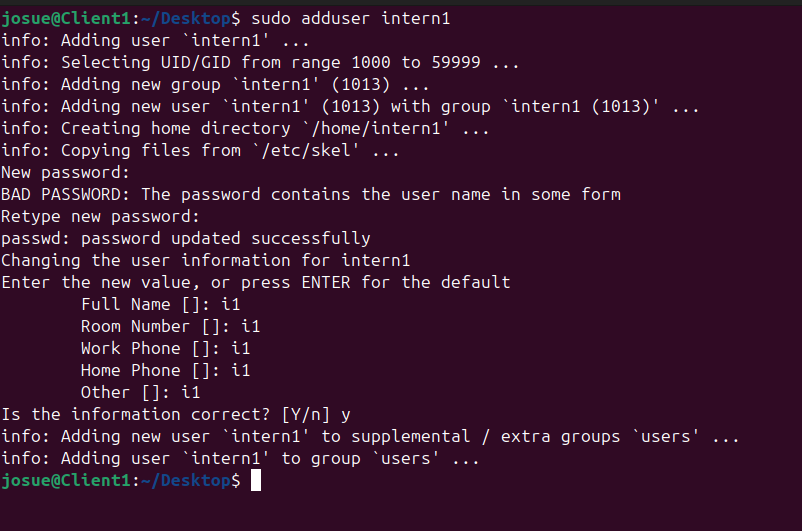 josue@Client1:~/Desktop$ sudo adduser intern1
info: Adding user `intern1' ...
info: Selecting UID/GID from range 1000 to 59999 ...
info: Adding new group `intern1' (1013) ...
info: Adding new user `intern1' (1013) with group `intern1 (1013)' ...
info: Creating home directory `/home/intern1' ...
info: Copying files from `/etc/skel' ...
New password:
BAD PASSWORD: The password contains the user name in some form
Retype new password:
passwd: password updated successfully
Changing the user information for intern1
Enter the new value, or press ENTER for the default
        Full Name []: i1
        Room Number []: i1
        Work Phone []: i1
        Home Phone []: i1
        Other []: i1
Is the information correct? [Y/n] y
info: Adding new user `intern1' to supplemental / extra groups `users' ...
info: Adding user `intern1' to group `users' ...
josue@Client1:~/Desktop$